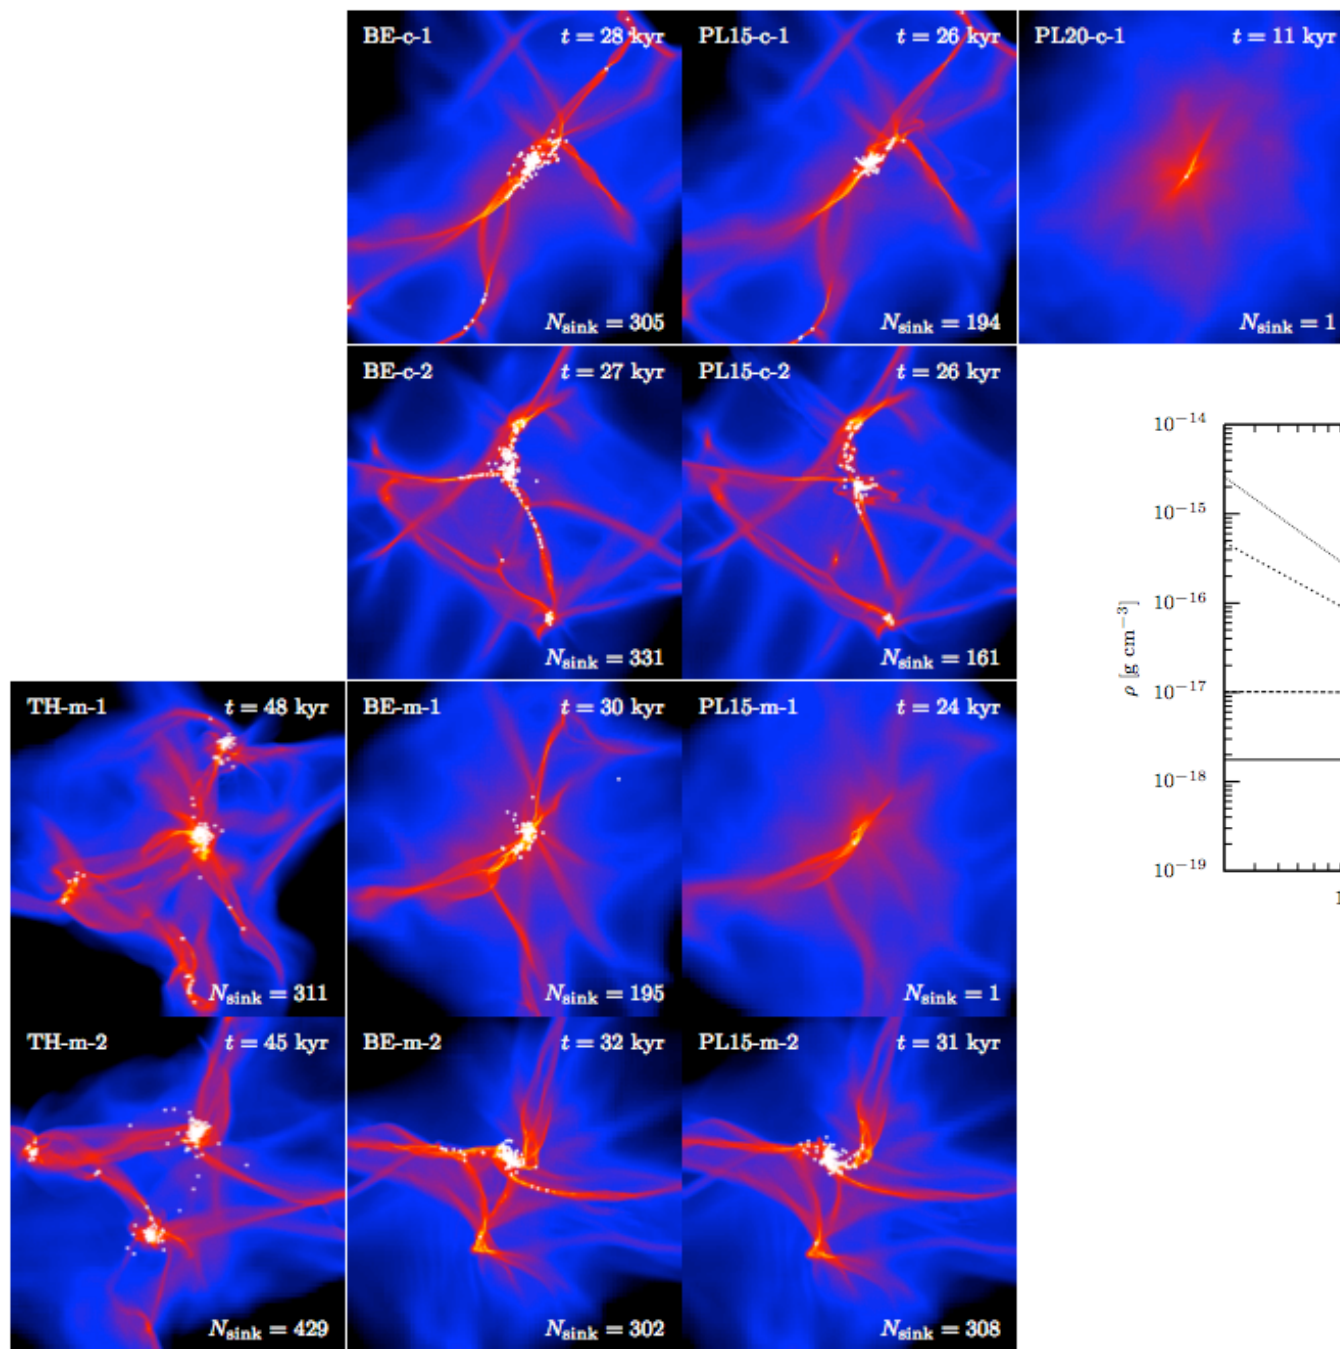 BE-c-1 t = 28 kyr
N_sink = 305
PL15-c-1 t = 26 kyr
N_sink = 194
PL20-c-1 t = 11 kyr
N_sink = 1
BE-c-2 t = 27 kyr
N_sink = 331
PL15-c-2 t = 26 kyr
N_sink = 161
10^−14
10^−15
10^−16
10^−17
10^−18
10^−19
ρ [g cm^−3]
1
TH-m-1 t = 48 kyr
N_sink = 311
BE-m-1 t = 30 kyr
N_sink = 195
PL15-m-1 t = 24 kyr
N_sink = 1
TH-m-2 t = 45 kyr
N_sink = 429
BE-m-2 t = 32 kyr
N_sink = 302
PL15-m-2 t = 31 kyr
N_sink = 308